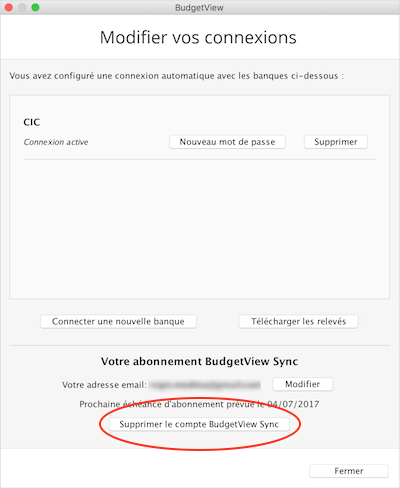 BudgetView
Modifier vos connexions
Vous avez configuré une connexion automatique avec les banques ci-dessous :
CIC
Connexion active
Nouveau mot de passe
Supprimer
Connecter une nouvelle banque
Télécharger les relevés
Votre abonnement BudgetView Sync
Votre adresse email:
Modifier
Prochaine échéance d'abonnement prévue le 04/07/2017
Supprimer le compte BudgetView Sync
Fermer